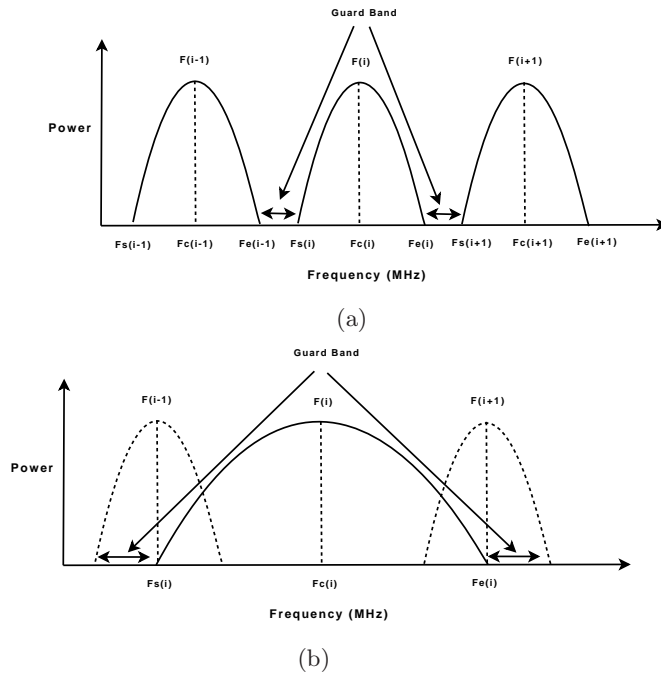 Guard Band
F(i-1)
F(i)
F(i+1)
Power
Fs(i-1) Fc(i-1) Fe(i-1) Fs(i) Fc(i) Fe(i) Fs(i+1) Fc(i+1) Fe(i+1)
Frequency (MHz)
(a)
Guard Band
F(i-1)
F(i)
F(i+1)
Power
Fs(i) Fc(i) Fe(i)
Frequency (MHz)
(b)